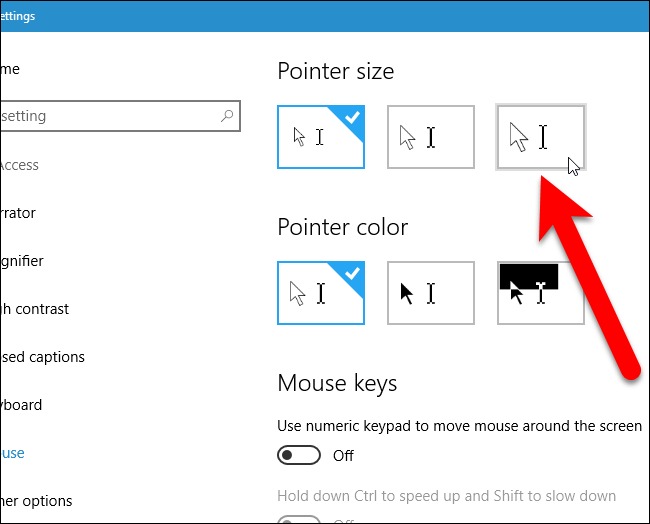 ettings
me
setting
Access
rrator
gnifier
gh contrast
osed captions
yboard
use
her options
Pointer size
Pointer color
Mouse keys
Use numeric keypad to move mouse around the screen
Off
Hold down Ctrl to speed up and Shift to slow down
Off